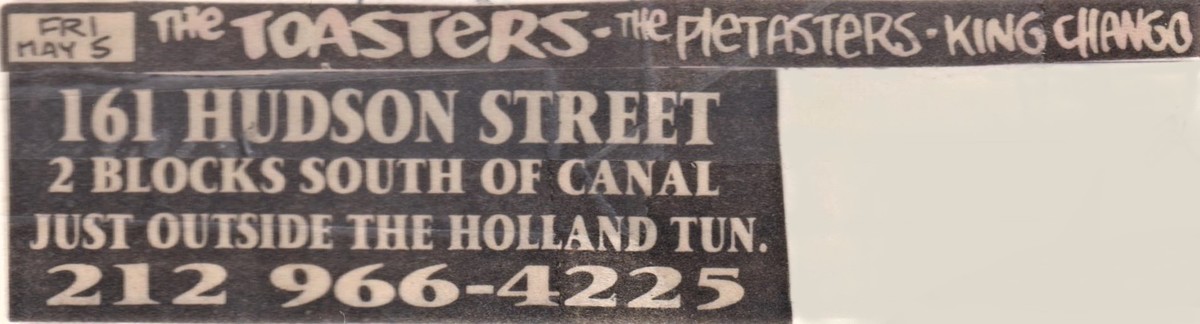 FRI
MAY 5
THE TOASTERS - THE PIETASTERS - KING CHANGO
161 HUDSON STREET
2 BLOCKS SOUTH OF CANAL
JUST OUTSIDE THE HOLLAND TUN.
212 966-4225